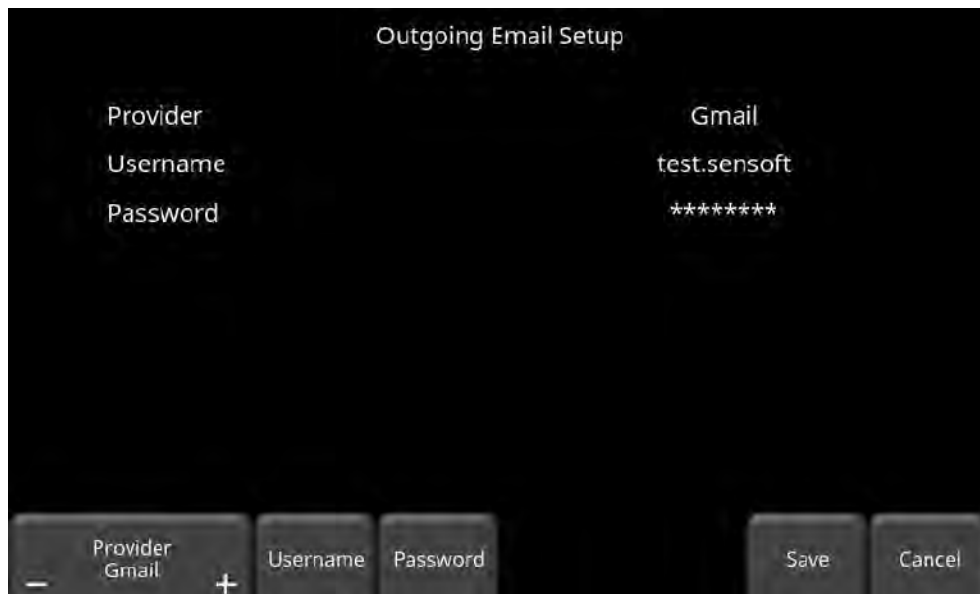 Outgoing Email Setup
Provider Gmail
Username test.sensoft
Password ********
Provider
Gmail
− +
Username
Password
Save
Cancel